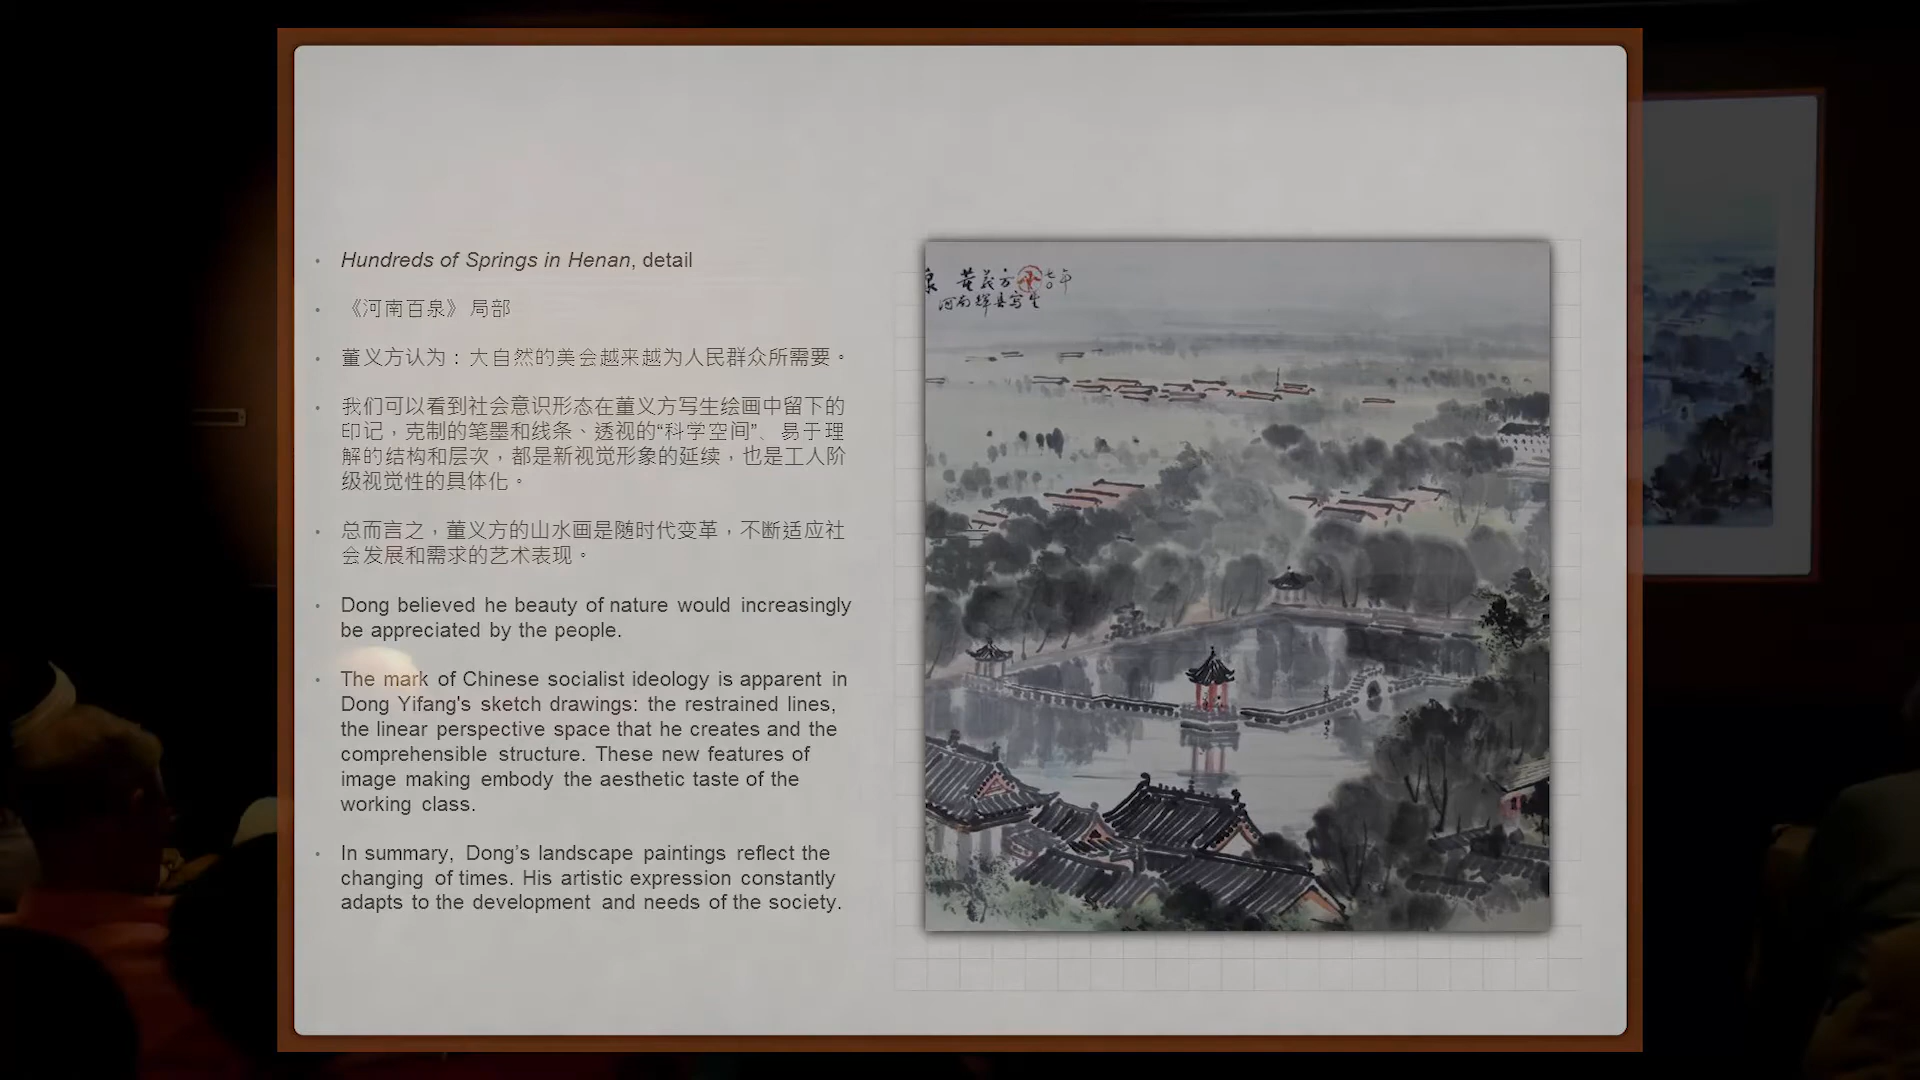 Hundreds of Springs in Henan, detail
《河南百泉》 局部
董义方认为：大自然的美会越来越为人民群众所需要。
我们可以看到社会意识形态在董义方写生绘画中留下的
印记，克制的笔墨和线条、透视的“科学空间”、易于理
解的结构和层次，都是新视觉形象的延续，也是工人阶
级视觉性的具体化。
总而言之，董义方的山水画是随时代变革，不断适应社
会发展和需求的艺术表现。
Dong believed he beauty of nature would increasingly
be appreciated by the people.
The mark of Chinese socialist ideology is apparent in
Dong Yifang's sketch drawings: the restrained lines,
the linear perspective space that he creates and the
comprehensible structure. These new features of
image making embody the aesthetic taste of the
working class.
In summary, Dong’s landscape paintings reflect the
changing of times. His artistic expression constantly
adapts to the development and needs of the society.
泉 董義方 七〇年
河南輝县写生